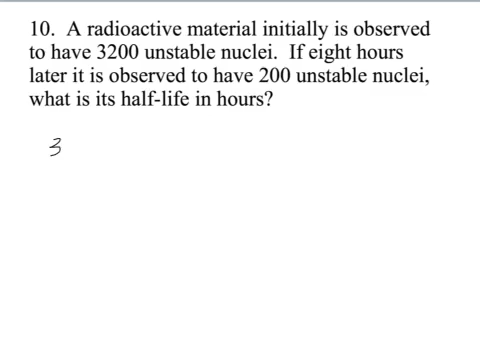 10.  A radioactive material initially is observed
to have 3200 unstable nuclei.  If eight hours
later it is observed to have 200 unstable nuclei,
what is its half-life in hours?
3